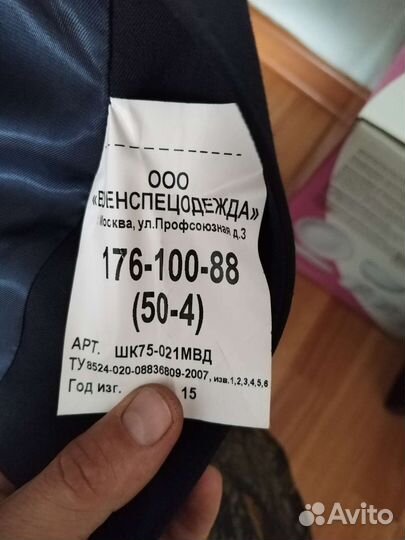 ООО
«ВОЕНСПЕЦОДЕЖДА»
Москва, ул.Профсоюзная, д.3
176-100-88
(50-4)
АРТ. ШК75-021МВД
ТУ 8524-020-08836809-2007, изв.1,2,3,4,5,6
Год изг. 15
Avito